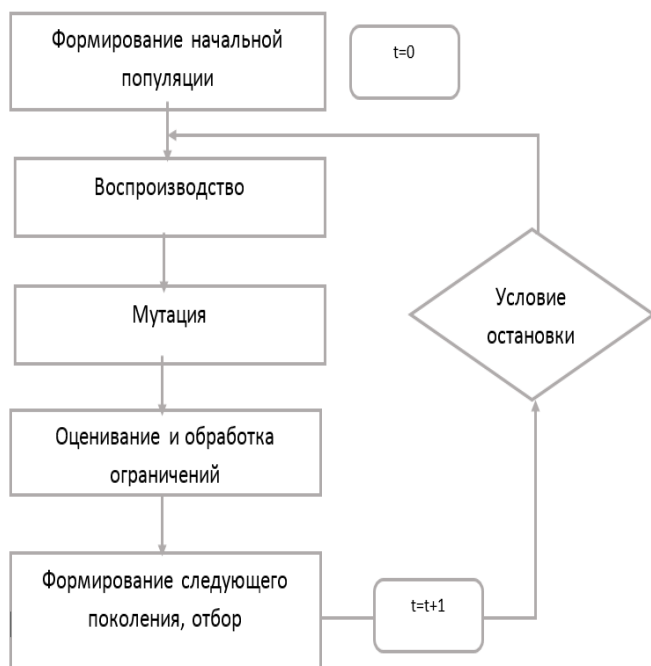 Формирование начальной
популяции
t=0
Воспроизводство
Мутация
Условие
остановки
Оценивание и обработка
ограничений
Формирование следующего
поколения, отбор
t=t+1